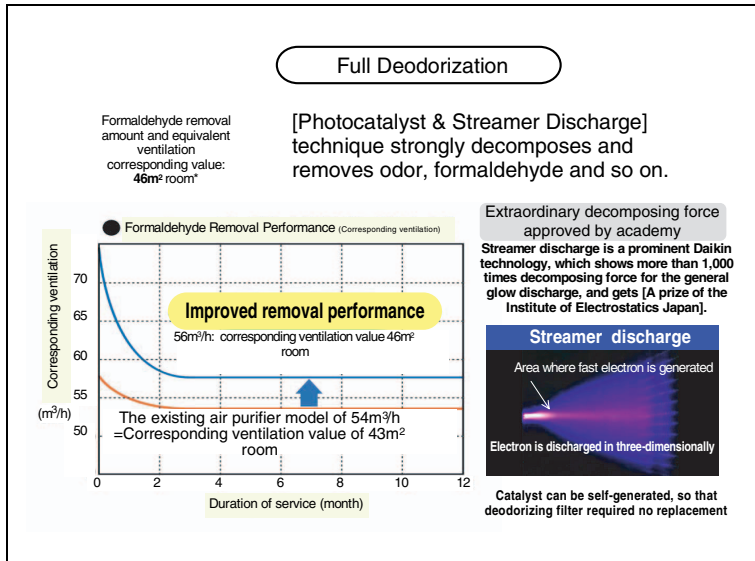 Full Deodorization
Formaldehyde removal
amount and equivalent
ventilation
corresponding value:
46m² room*
[Photocatalyst & Streamer Discharge]
technique strongly decomposes and
removes odor, formaldehyde and so on.
Formaldehyde Removal Performance (Corresponding ventilation)
Corresponding ventilation
(m³/h)
70
65
60
55
50
Improved removal performance
56m³/h: corresponding ventilation value 46m²
room
The existing air purifier model of 54m³/h
=Corresponding ventilation value of 43m²
room
0
2
4
6
8
10
12
Duration of service (month)
Extraordinary decomposing force
approved by academy
Streamer discharge is a prominent Daikin
technology, which shows more than 1,000
times decomposing force for the general
glow discharge, and gets [A prize of the
Institute of Electrostatics Japan].
Streamer discharge
Area where fast electron is generated
Electron is discharged in three-dimensionally
Catalyst can be self-generated, so that
deodorizing filter required no replacement